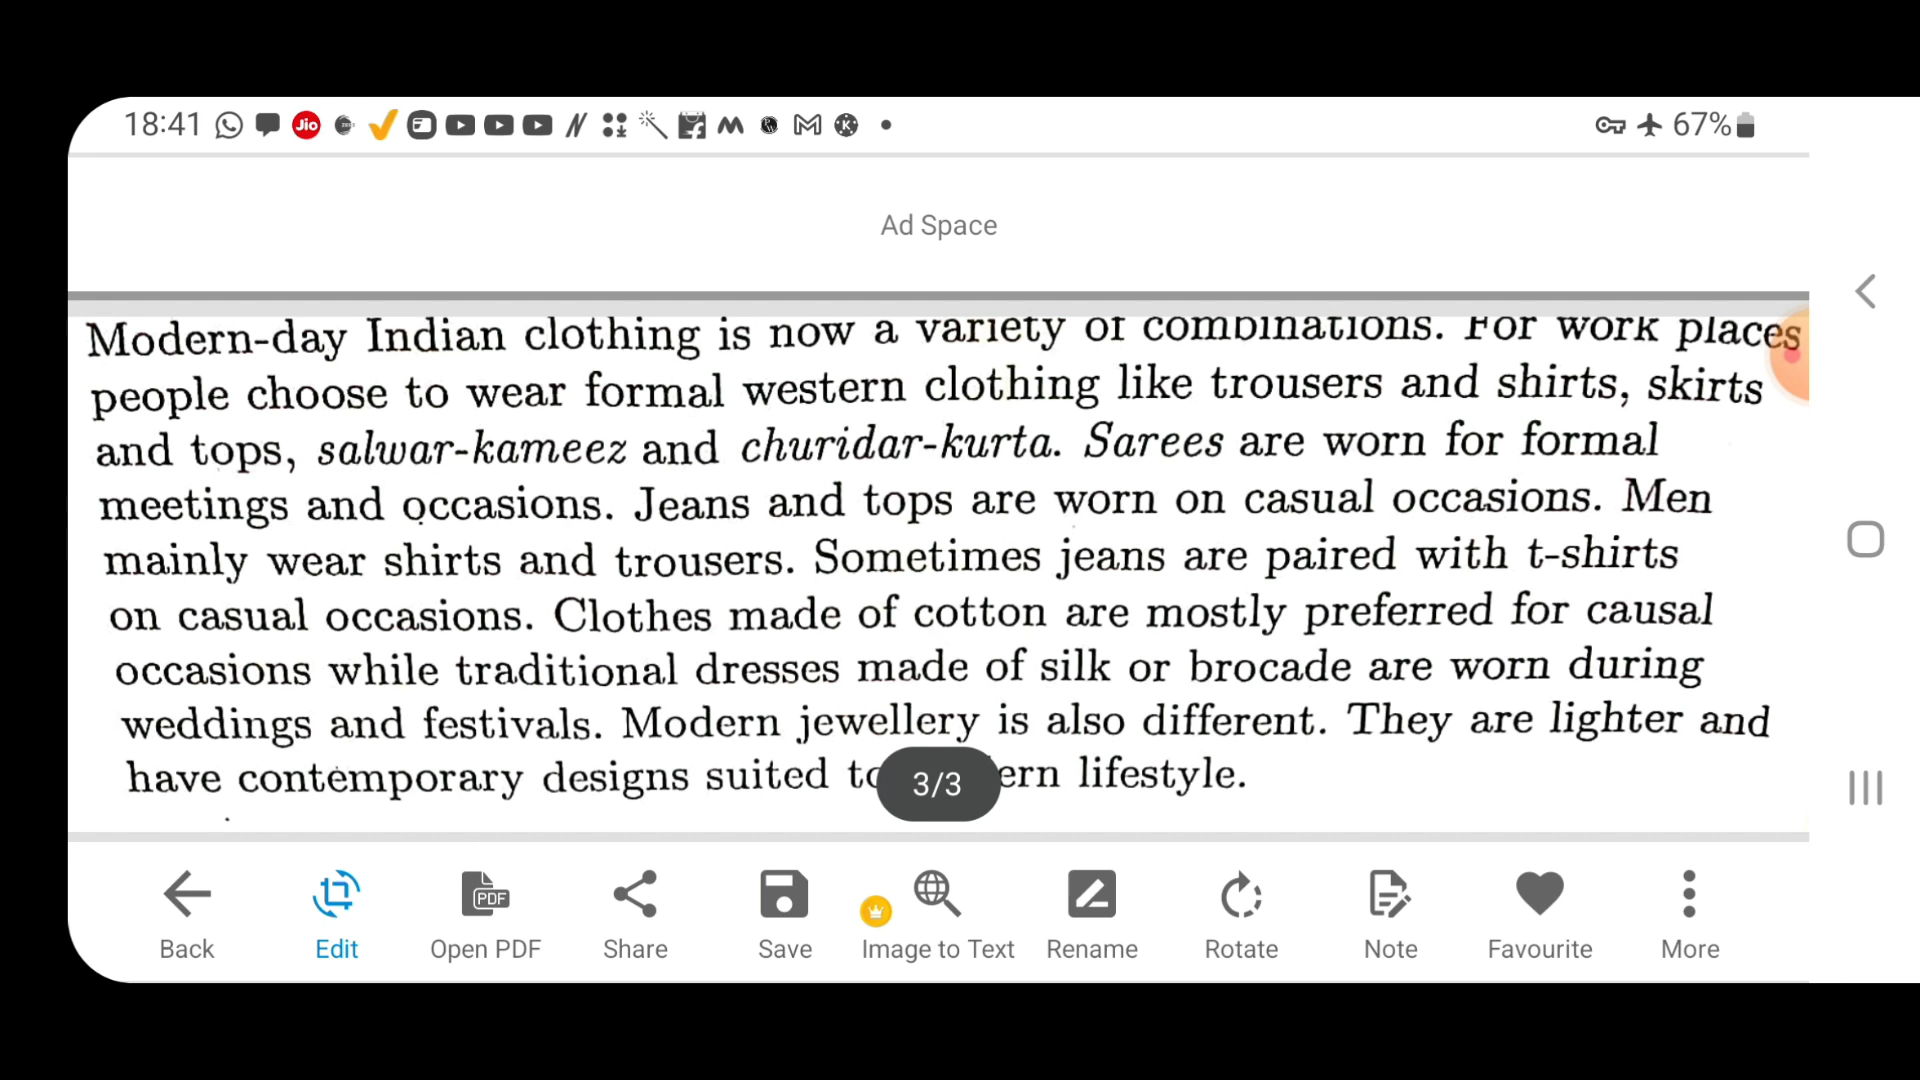 18:41 Jio 67%
Ad Space
Modern-day Indian clothing is now a variety of combinations. For work places
people choose to wear formal western clothing like trousers and shirts, skirts
and tops, salwar-kameez and churidar-kurta. Sarees are worn for formal
meetings and occasions. Jeans and tops are worn on casual occasions. Men
mainly wear shirts and trousers. Sometimes jeans are paired with t-shirts
on casual occasions. Clothes made of cotton are mostly preferred for causal
occasions while traditional dresses made of silk or brocade are worn during
weddings and festivals. Modern jewellery is also different. They are lighter and
have contemporary designs suited to ern lifestyle.
3/3
Back Edit Open PDF Share Save Image to Text Rename Rotate Note Favourite More